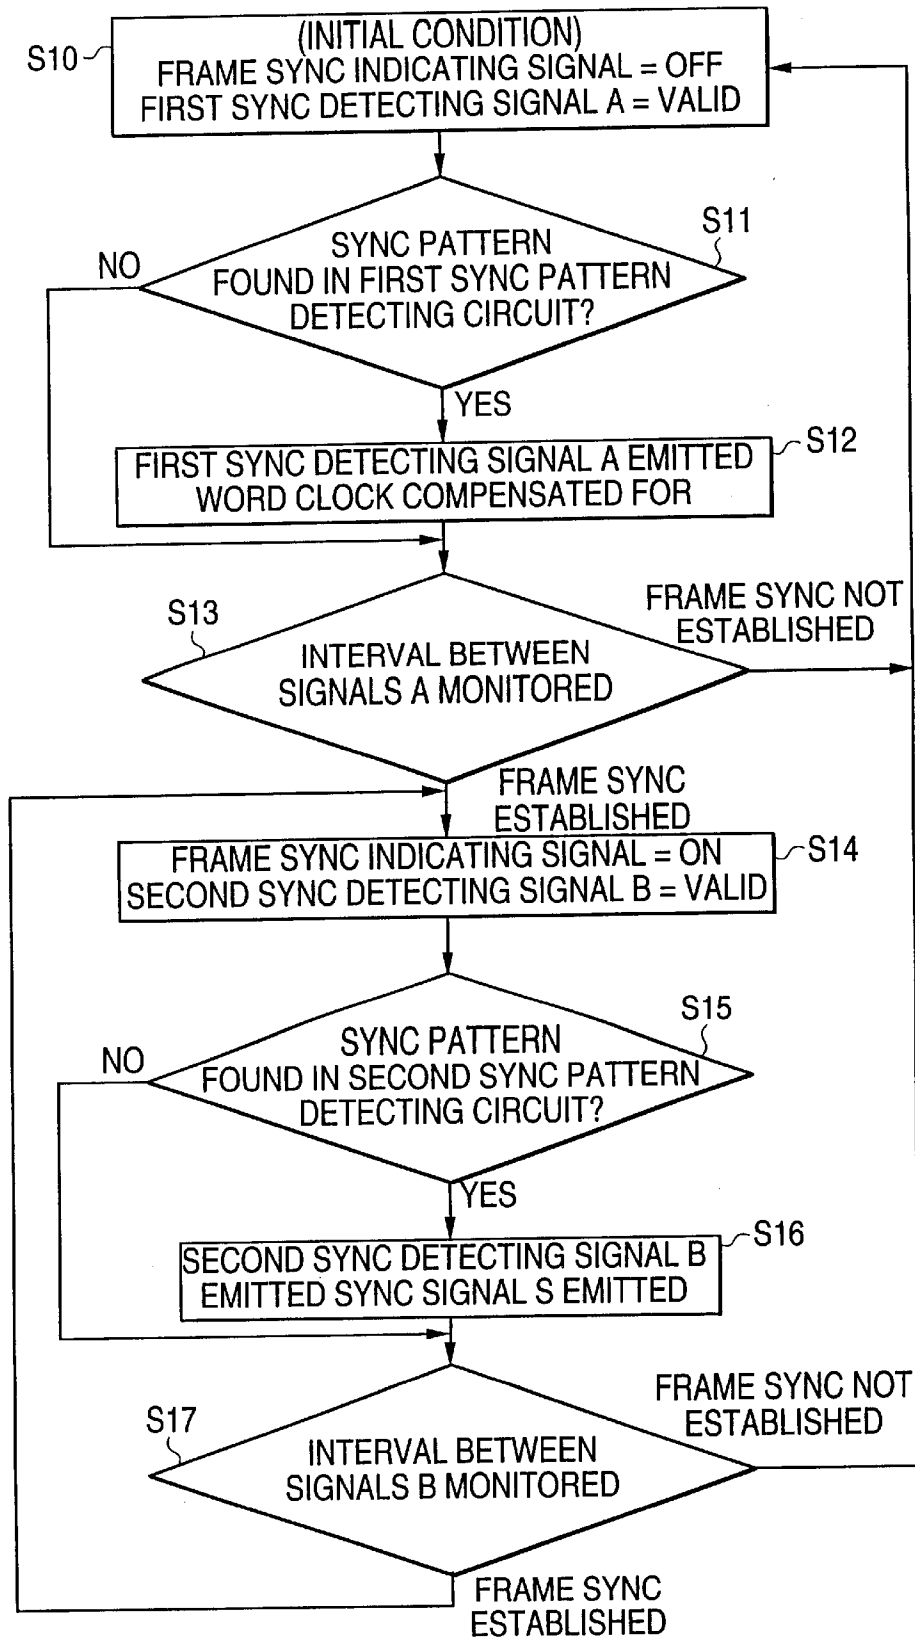 S10
(INITIAL CONDITION)
FRAME SYNC INDICATING SIGNAL = OFF
FIRST SYNC DETECTING SIGNAL A = VALID
S11
NO
SYNC PATTERN
FOUND IN FIRST SYNC PATTERN
DETECTING CIRCUIT?
YES
S12
FIRST SYNC DETECTING SIGNAL A EMITTED
WORD CLOCK COMPENSATED FOR
S13
FRAME SYNC NOT
ESTABLISHED
INTERVAL BETWEEN
SIGNALS A MONITORED
FRAME SYNC
ESTABLISHED
S14
FRAME SYNC INDICATING SIGNAL = ON
SECOND SYNC DETECTING SIGNAL B = VALID
S15
NO
SYNC PATTERN
FOUND IN SECOND SYNC PATTERN
DETECTING CIRCUIT?
YES
S16
SECOND SYNC DETECTING SIGNAL B
EMITTED SYNC SIGNAL S EMITTED
S17
FRAME SYNC NOT
ESTABLISHED
INTERVAL BETWEEN
SIGNALS B MONITORED
FRAME SYNC
ESTABLISHED